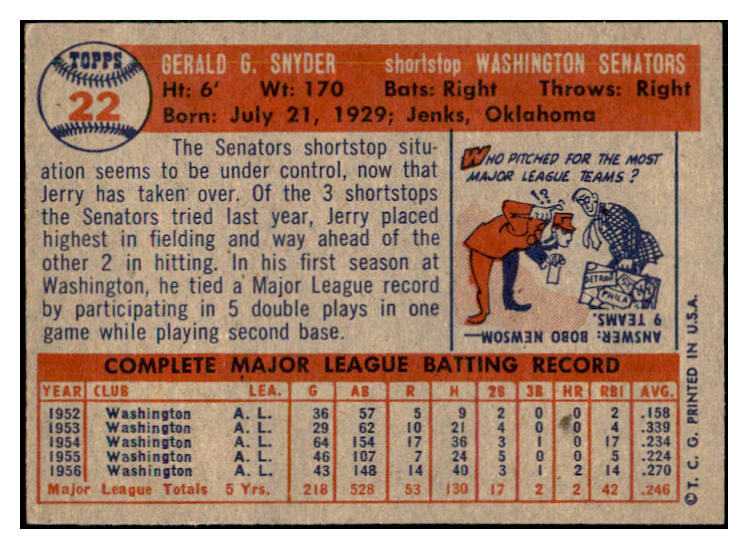 TOPPS
22
GERALD G. SNYDER shortstop WASHINGTON SENATORS
Ht: 6' Wt: 170 Bats: Right Throws: Right
Born: July 21, 1929; Jenks, Oklahoma
The Senators shortstop situ-
ation seems to be under control, now that
Jerry has taken over. Of the 3 shortstops
the Senators tried last year, Jerry placed
highest in fielding and way ahead of the
other 2 in hitting. In his first season at
Washington, he tied a Major League record
by participating in 5 double plays in one
game while playing second base.
WHO PITCHED FOR THE MOST
MAJOR LEAGUE TEAMS ?
!?
DETROIT
PHILA
ANSWER: BOBO NEWSOM—
9 TEAMS.
COMPLETE MAJOR LEAGUE BATTING RECORD
YEAR CLUB LEA. G AB R H 2B 3B HR RBI AVG.
1952 Washington A. L. 36 57 5 9 2 0 0 2 .158
1953 Washington A. L. 29 62 10 21 4 0 0 4 .339
1954 Washington A. L. 64 154 17 36 3 1 0 17 .234
1955 Washington A. L. 46 107 7 24 5 0 0 5 .224
1956 Washington A. L. 43 148 14 40 3 1 2 14 .270
Major League Totals 5 Yrs. 218 528 53 130 17 2 2 42 .246
© T. C. G. PRINTED IN U.S.A.